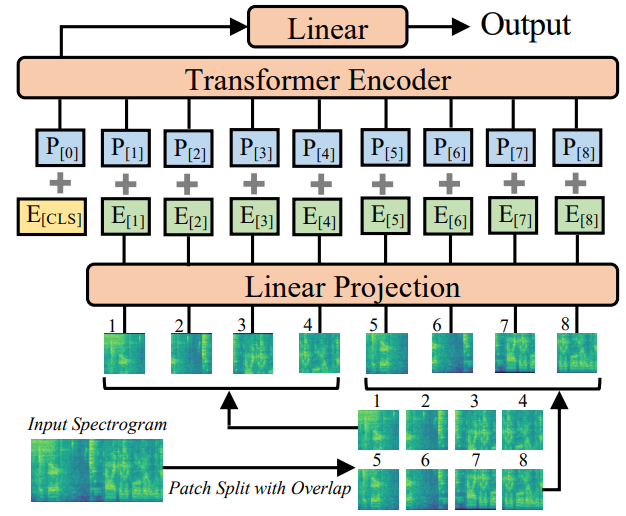 Linear Output
Transformer Encoder
P[0] P[1] P[2] P[3] P[4] P[5] P[6] P[7] P[8]
+ + + + + + + + +
E[CLS] E[1] E[2] E[3] E[4] E[5] E[6] E[7] E[8]
Linear Projection
1 2 3 4 5 6 7 8
1 2 3 4
Input Spectrogram
5 6 7 8
Patch Split with Overlap